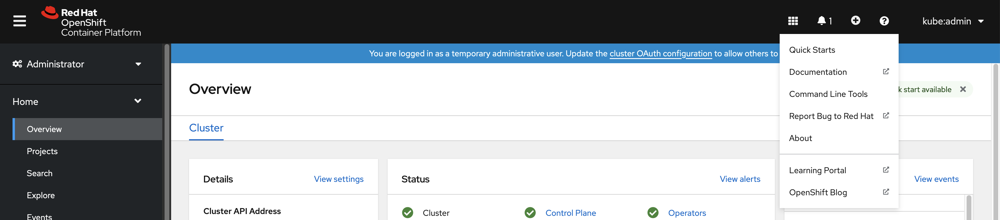 Red Hat
OpenShift
Container Platform
1
kube:admin
Administrator
Home
Overview
Projects
Search
Explore
Events
You are logged in as a temporary administrative user. Update the cluster OAuth configuration to allow others to
Overview
k start available
Cluster
Details
View settings
Cluster API Address
Status
View alerts
Cluster
Control Plane
Operators
View events
Quick Starts
Documentation
Command Line Tools
Report Bug to Red Hat
About
Learning Portal
OpenShift Blog